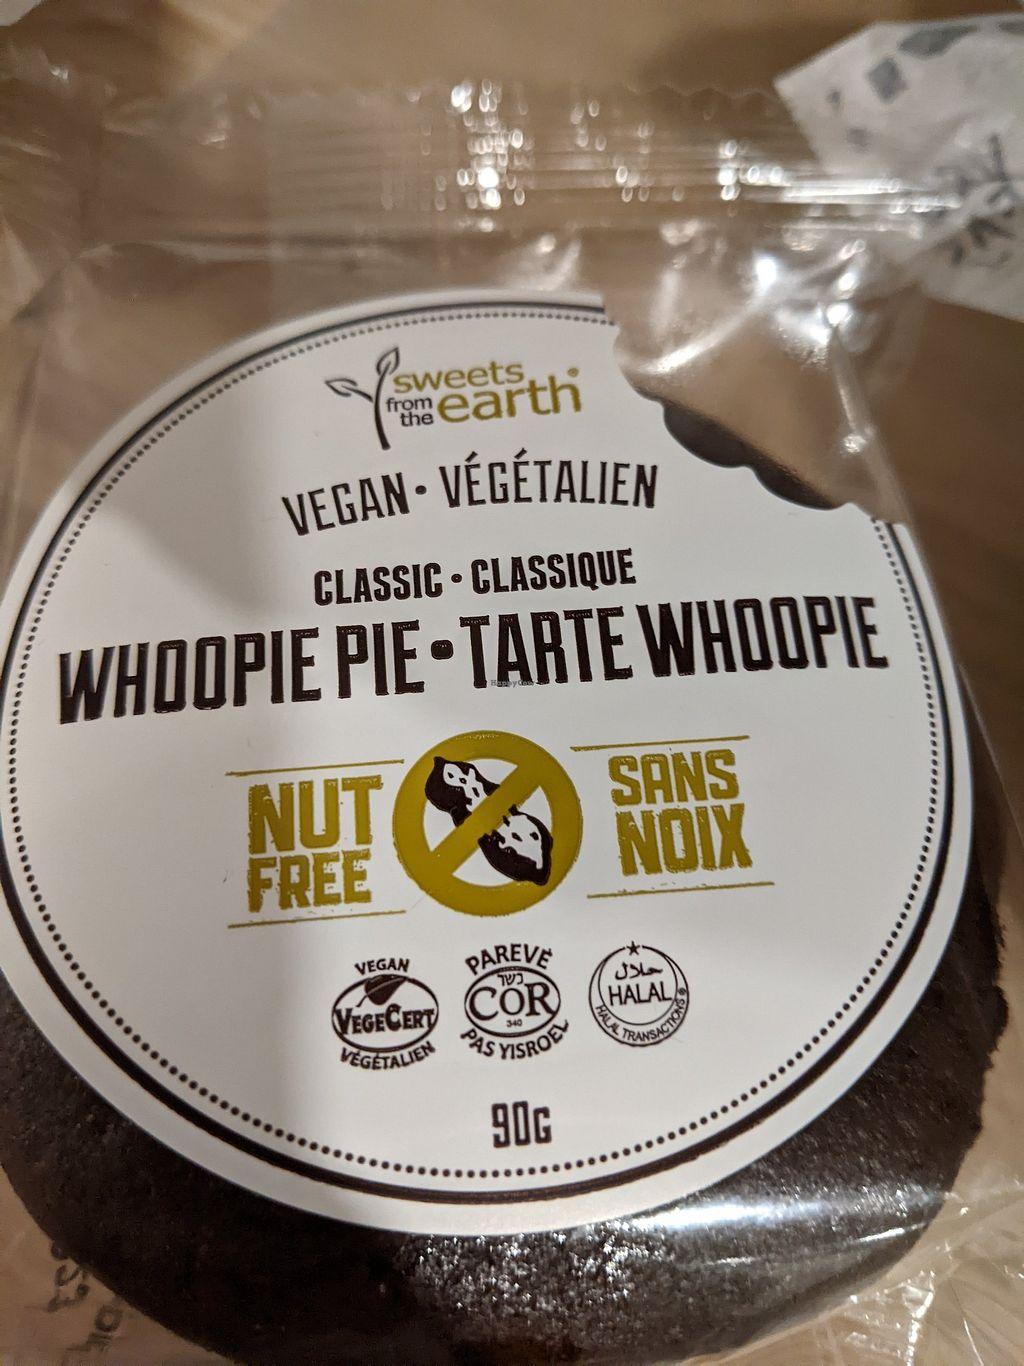 sweets
from the earth®
VEGAN • VÉGÉTALIEN
CLASSIC • CLASSIQUE
WHOOPIE PIE • TARTE WHOOPIE
HappyCow
NUT
FREE
SANS
NOIX
VEGAN
VEGECERT
VÉGÉTALIEN
PAREVE
כשר
COR
340
PAS YISROEL
حلال
HALAL
HALAL TRANSACTIONS®
90G